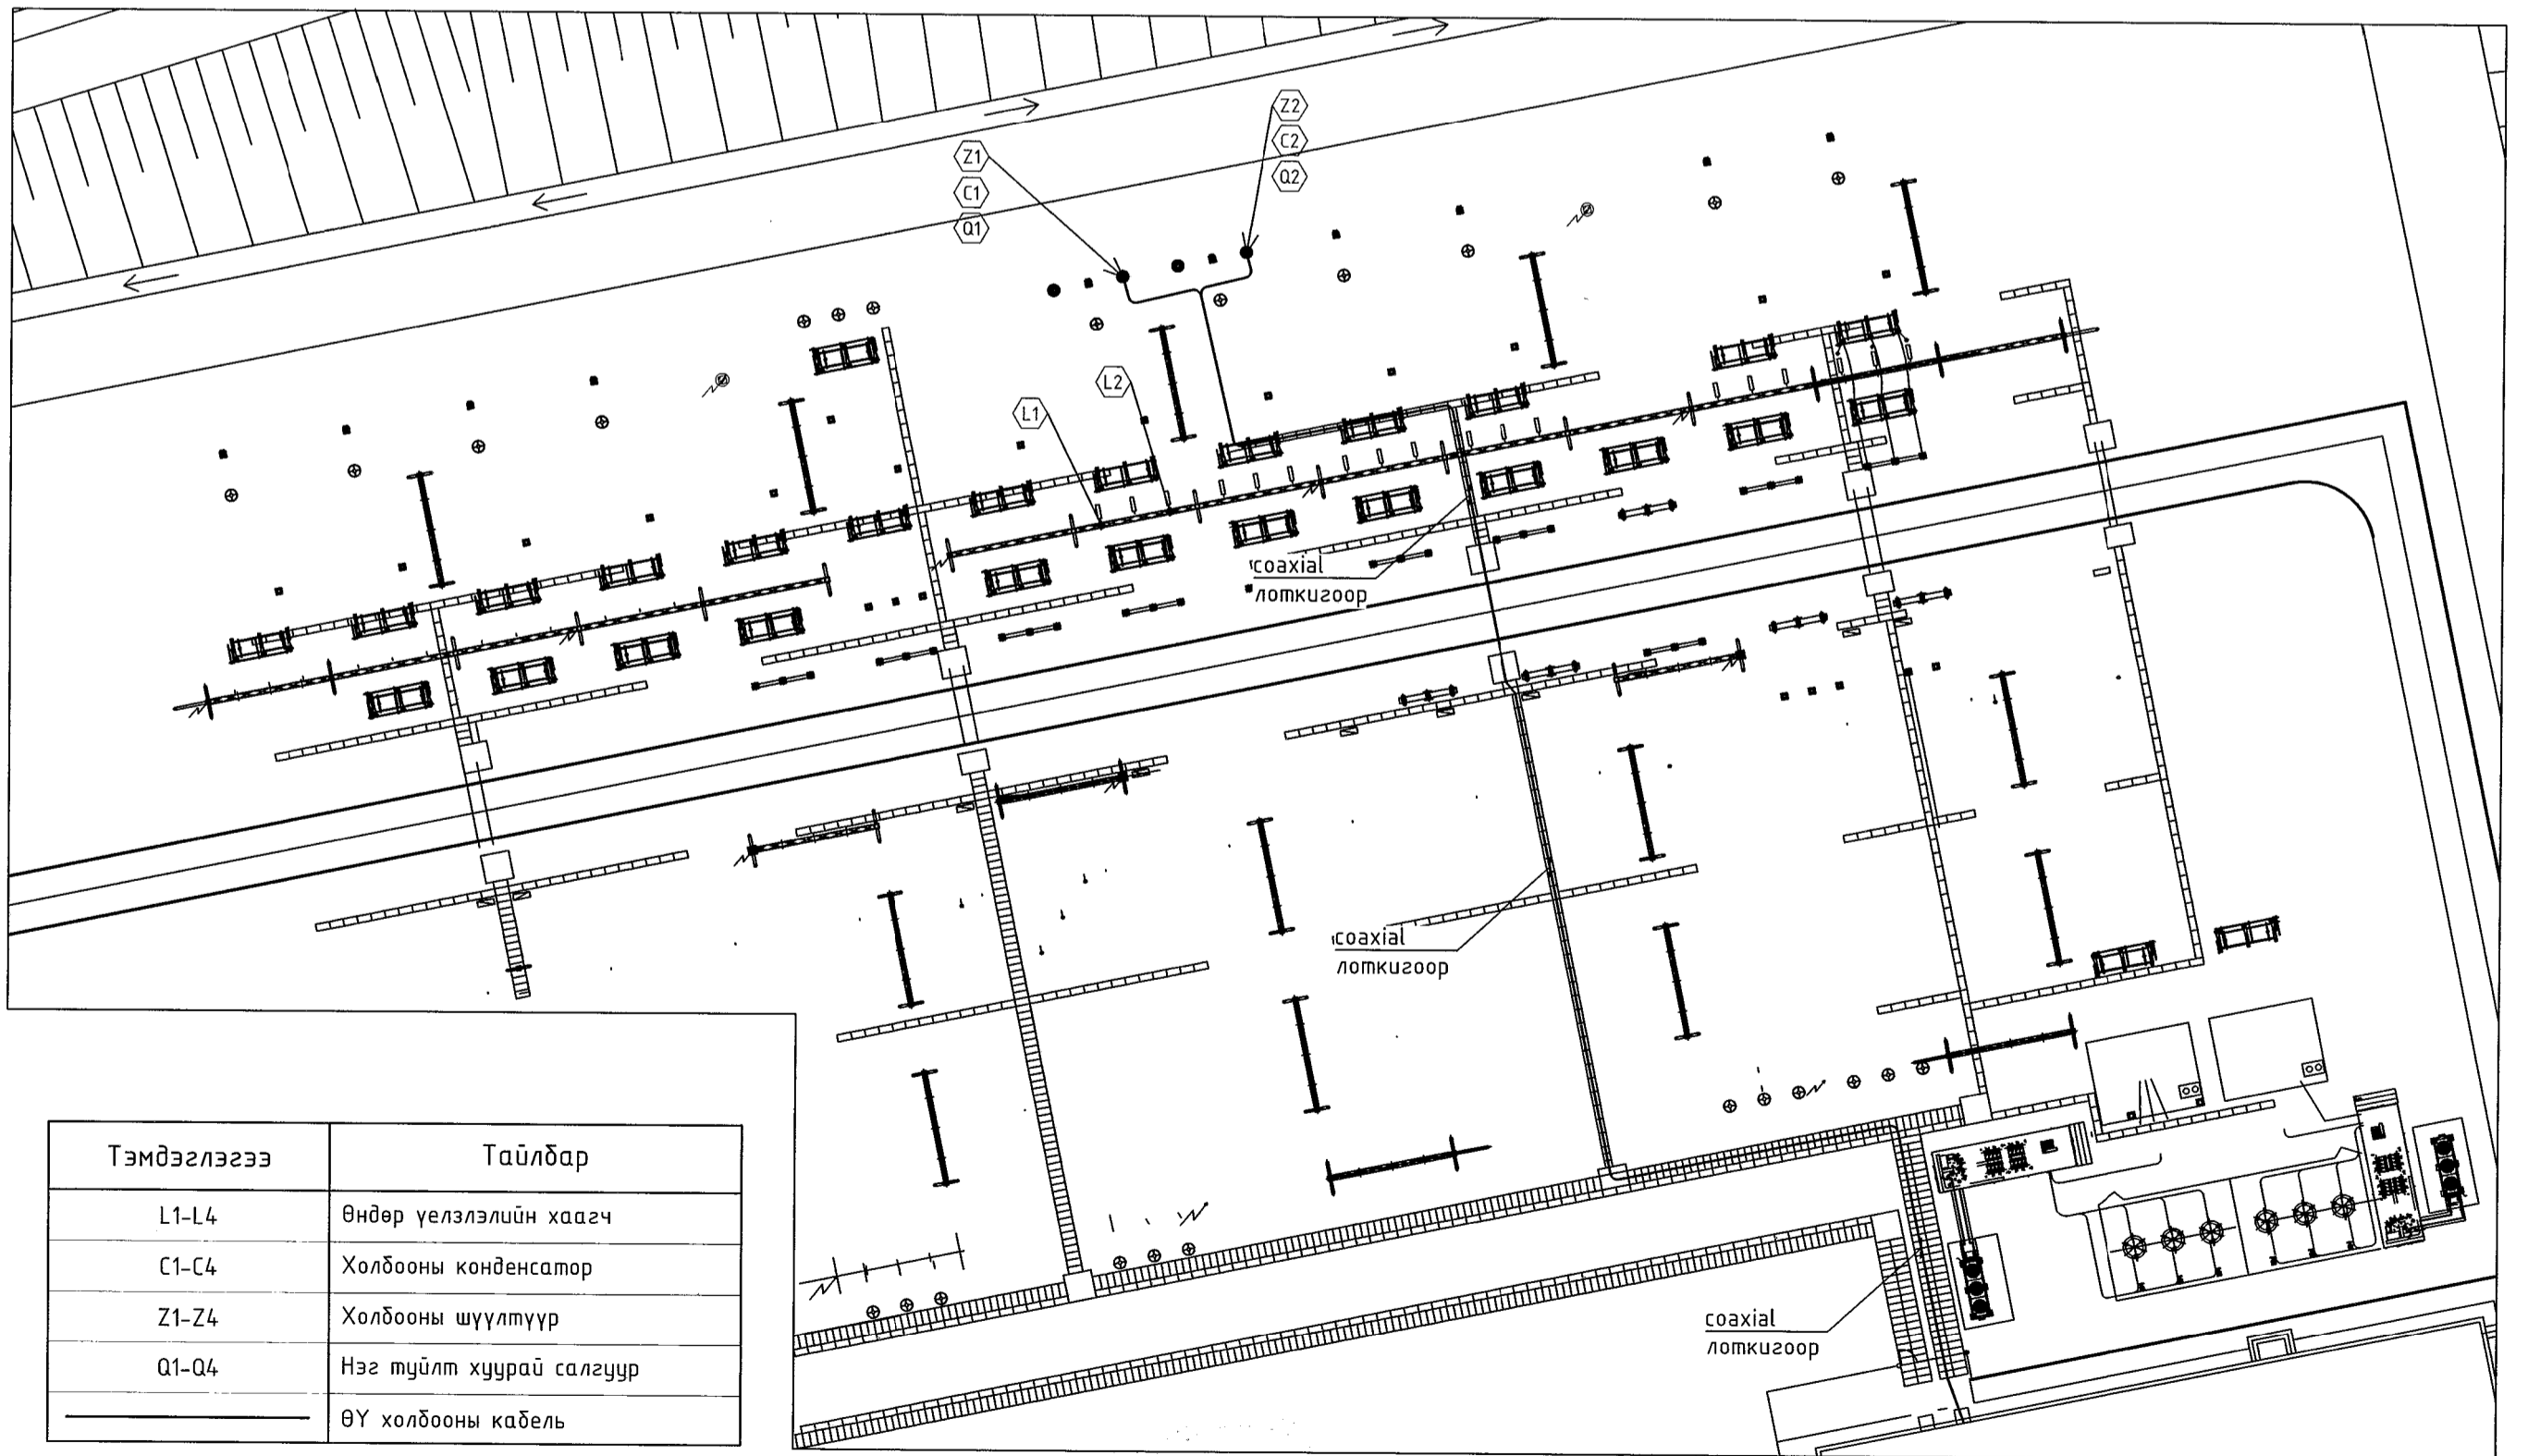 Z2
C2
Q2
Z1
C1
Q1
L2
L1
coaxial
лоткигоор
coaxial
лоткигоор
coaxial
лоткигоор
Тэмдэглэгээ Тайлбар
L1-L4 Өндөр үелзлэлийн хаагч
C1-C4 Холбооны конденсатор
Z1-Z4 Холбооны шүүлтүүр
Q1-Q4 Нэг туйлт хуурай салгуур
ӨҮ холбооны кабель